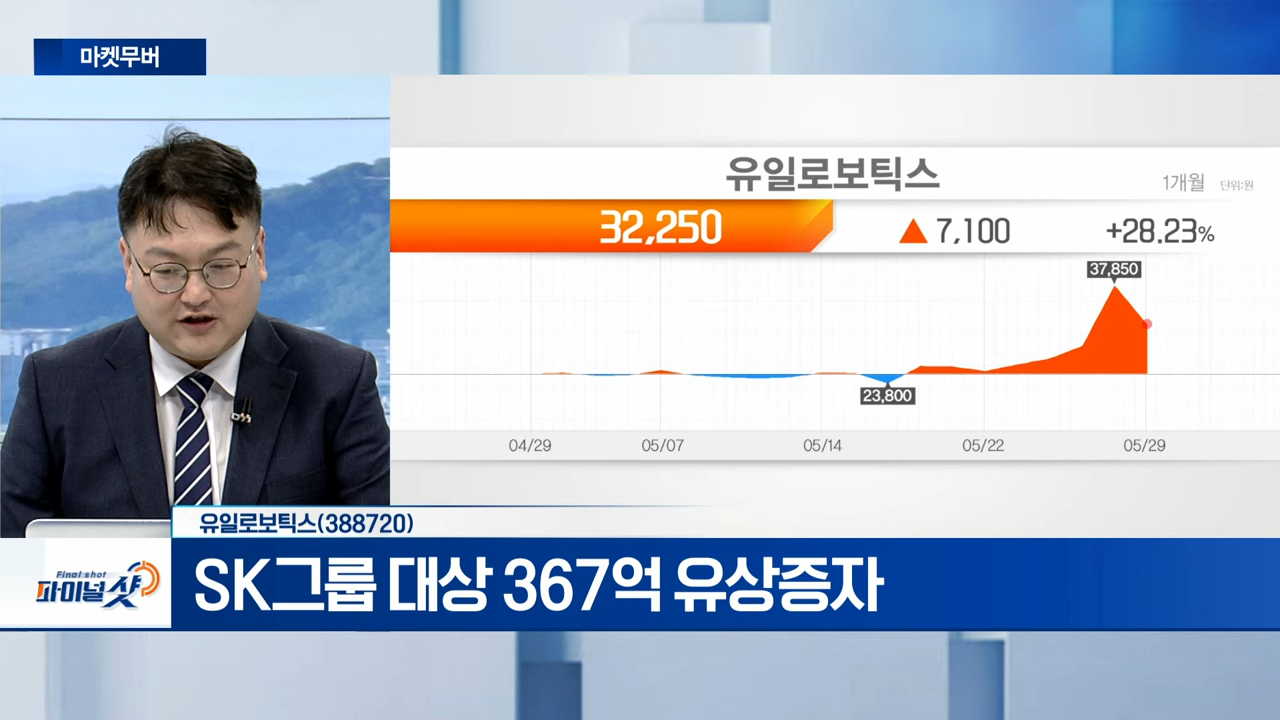 마켓무버
유일로보틱스
1개월 단위:원
32,250 ▲ 7,100 +28.23%
37,850
23,800
04/29 05/07 05/14 05/22 05/29
유일로보틱스(388720)
Final shot
파이널샷
SK그룹 대상 367억 유상증자